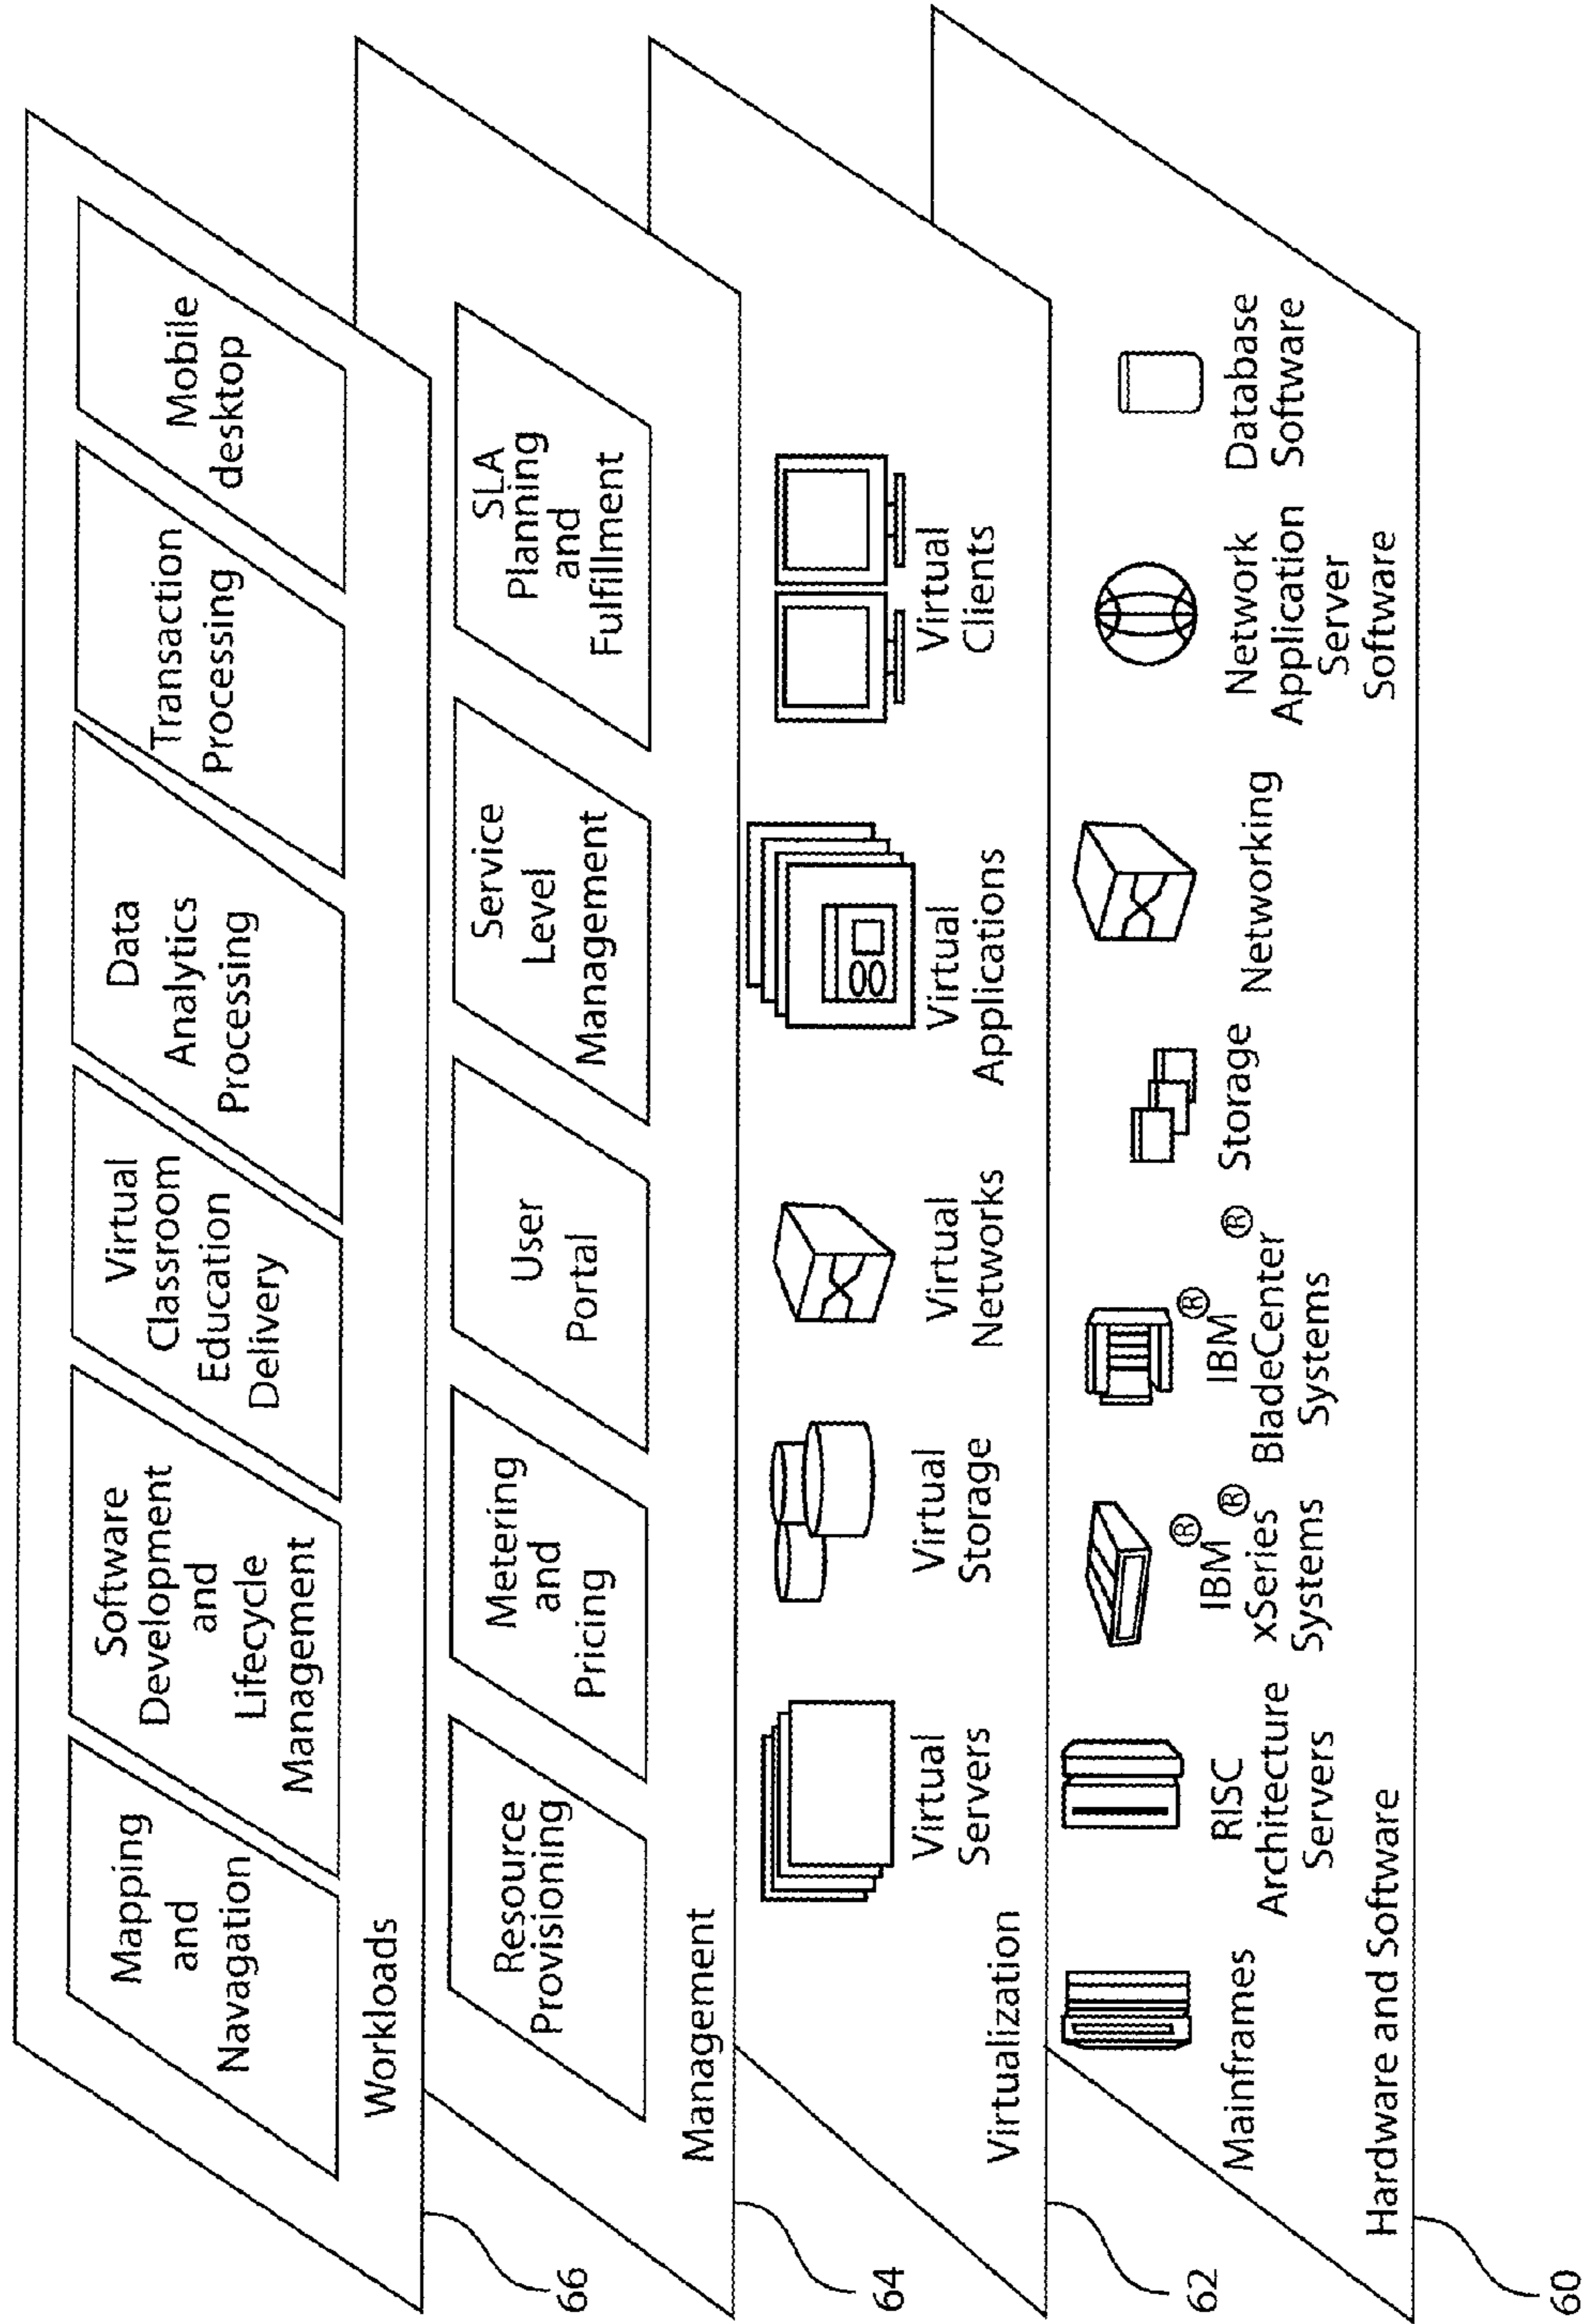 Mapping
and
Navagation
Software
Development
and
Lifecycle
Management
Virtual
Classroom
Education
Delivery
Data
Analytics
Processing
Transaction
Processing
Mobile
desktop
Workloads
66
Resource
Provisioning
Metering
and
Pricing
User
Portal
Service
Level
Management
SLA
Planning
and
Fulfillment
Management
64
Virtual
Servers
Virtual
Storage
Virtual
Networks
Virtual
Applications
Virtual
Clients
Virtualization
62
Mainframes
RISC
Architecture
Servers
IBM®
xSeries®
Systems
IBM®
BladeCenter®
Systems
Storage
Networking
Network
Application
Server
Software
Database
Software
Hardware and Software
60